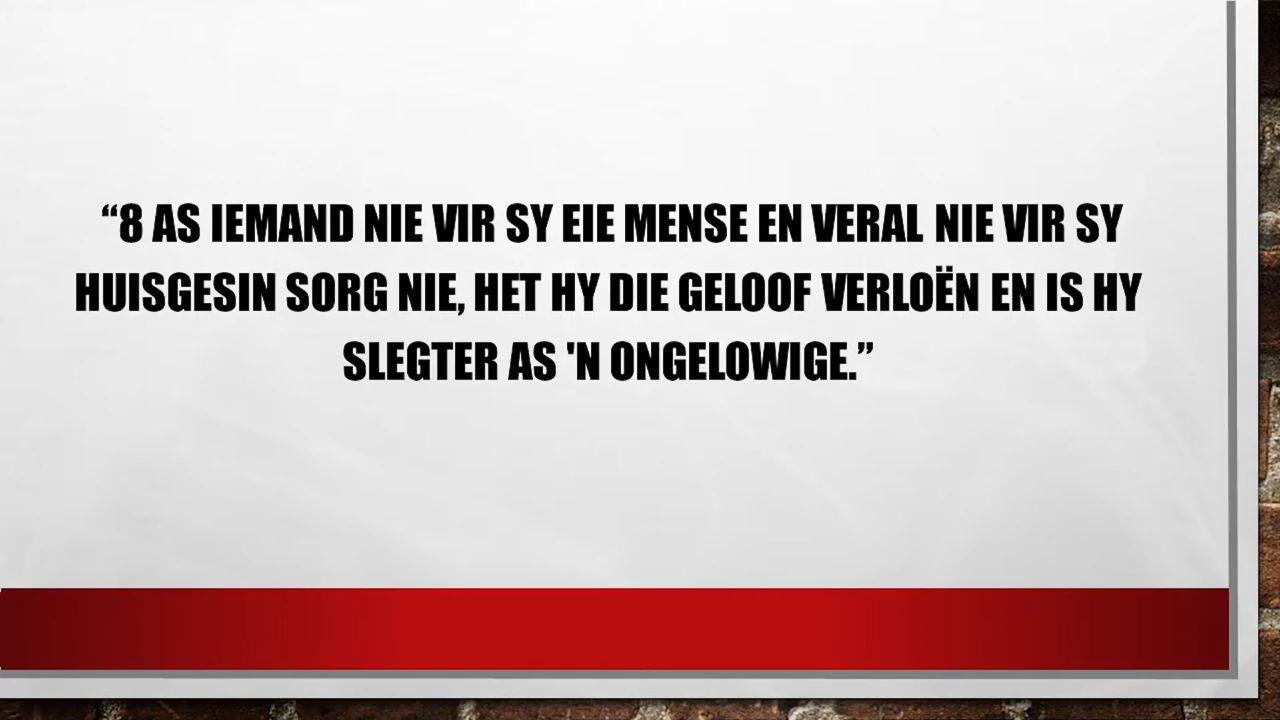 “8 AS IEMAND NIE VIR SY EIE MENSE EN VERAL NIE VIR SY
HUISGESIN SORG NIE, HET HY DIE GELOOF VERLOËN EN IS HY
SLEGTER AS 'N ONGELOWIGE.”